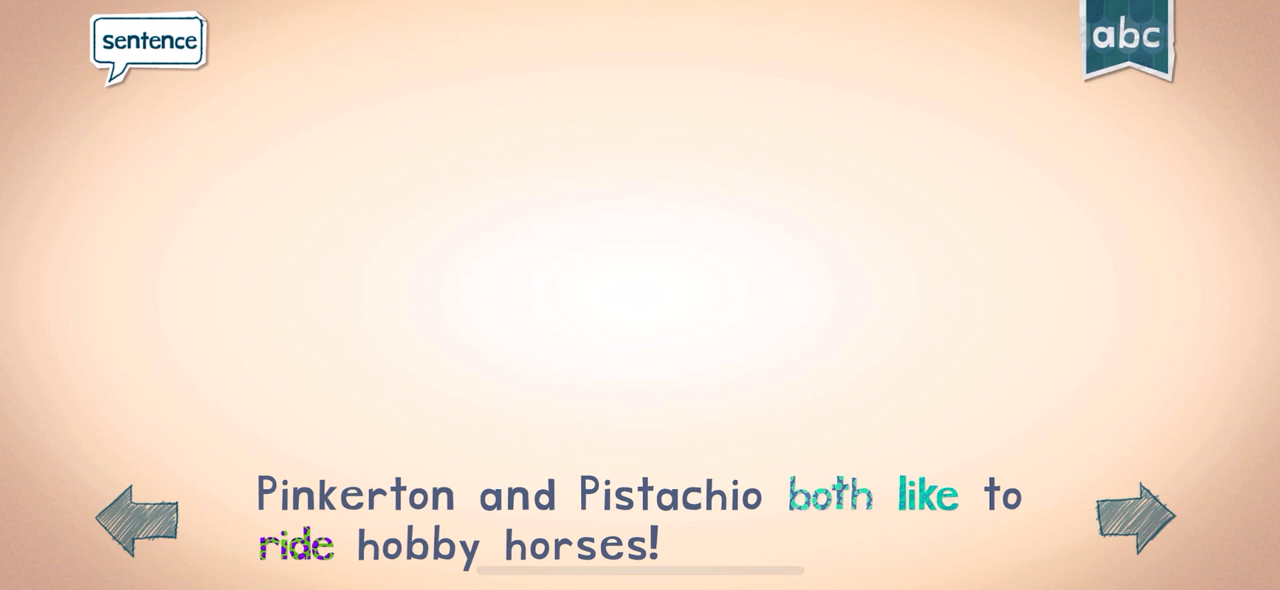 sentence
abc
Pinkerton and Pistachio both like to
ride hobby horses!